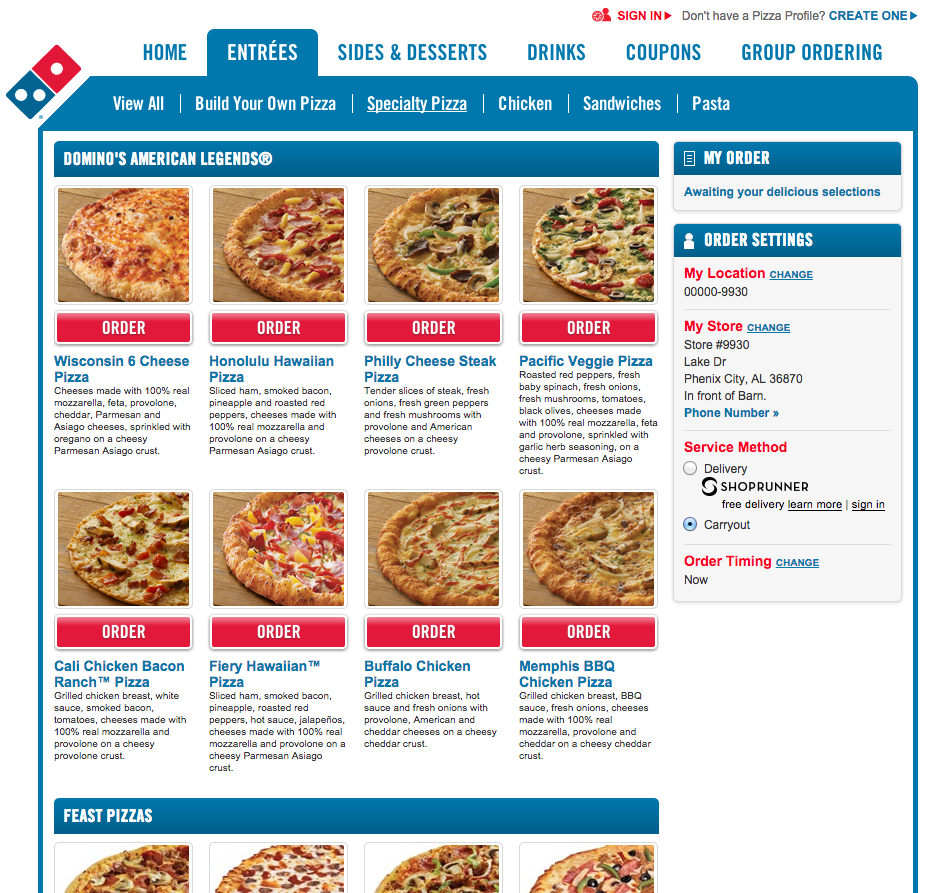 SIGN IN Don't have a Pizza Profile? CREATE ONE
HOME ENTRÉES SIDES & DESSERTS DRINKS COUPONS GROUP ORDERING
View All Build Your Own Pizza Specialty Pizza Chicken Sandwiches Pasta
DOMINO'S AMERICAN LEGENDS®
ORDER
Wisconsin 6 Cheese
Pizza
Cheeses made with 100% real
mozzarella, feta, provolone,
cheddar, Parmesan and
Asiago cheeses, sprinkled with
oregano on a cheesy
Parmesan Asiago crust.
ORDER
Honolulu Hawaiian
Pizza
Sliced ham, smoked bacon,
pineapple and roasted red
peppers, cheeses made with
100% real mozzarella and
provolone on a cheesy
Parmesan Asiago crust.
ORDER
Philly Cheese Steak
Pizza
Tender slices of steak, fresh
onions, fresh green peppers
and fresh mushrooms with
provolone and American
cheeses on a cheesy
provolone crust.
ORDER
Pacific Veggie Pizza
Roasted red peppers, fresh
baby spinach, fresh onions,
fresh mushrooms, tomatoes,
black olives, cheeses made
with 100% real mozzarella, feta
and provolone, sprinkled with
garlic herb seasoning, on a
cheesy Parmesan Asiago
crust.
ORDER
Cali Chicken Bacon
Ranch™ Pizza
Grilled chicken breast, white
sauce, smoked bacon,
tomatoes, cheeses made with
100% real mozzarella and
provolone on a cheesy
provolone crust.
ORDER
Fiery Hawaiian™
Pizza
Sliced ham, smoked bacon,
pineapple, roasted red
peppers, hot sauce, jalapeños,
cheeses made with 100% real
mozzarella and provolone on a
cheesy Parmesan Asiago
crust.
ORDER
Buffalo Chicken
Pizza
Grilled chicken breast, hot
sauce and fresh onions with
provolone, American and
cheddar cheeses on a cheesy
cheddar crust.
ORDER
Memphis BBQ
Chicken Pizza
Grilled chicken breast, BBQ
sauce, fresh onions, cheeses
made with 100% real
mozzarella, provolone and
cheddar on a cheesy cheddar
crust.
FEAST PIZZAS
MY ORDER
Awaiting your delicious selections
ORDER SETTINGS
My Location CHANGE
00000-9930
My Store CHANGE
Store #9930
Lake Dr
Phenix City, AL 36870
In front of Barn.
Phone Number »
Service Method
Delivery
SHOPRUNNER
free delivery learn more | sign in
Carryout
Order Timing CHANGE
Now